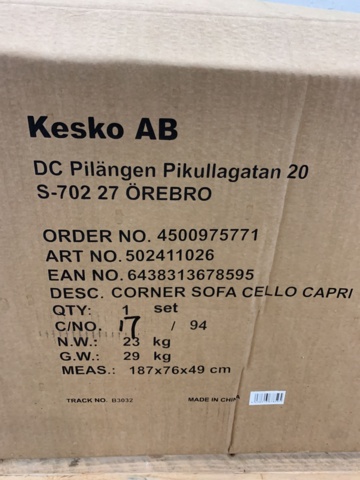 Kesko AB
DC Pilängen Pikullagatan 20
S-702 27 ÖREBRO
ORDER NO. 4500975771
ART NO. 502411026
EAN NO. 6438313678595
DESC. CORNER SOFA CELLO CAPRI
QTY: 1 set
C/NO. 17 / 94
N.W.: 23 kg
G.W.: 29 kg
MEAS.: 187x76x49 cm
TRACK NO. B3032 MADE IN CHINA